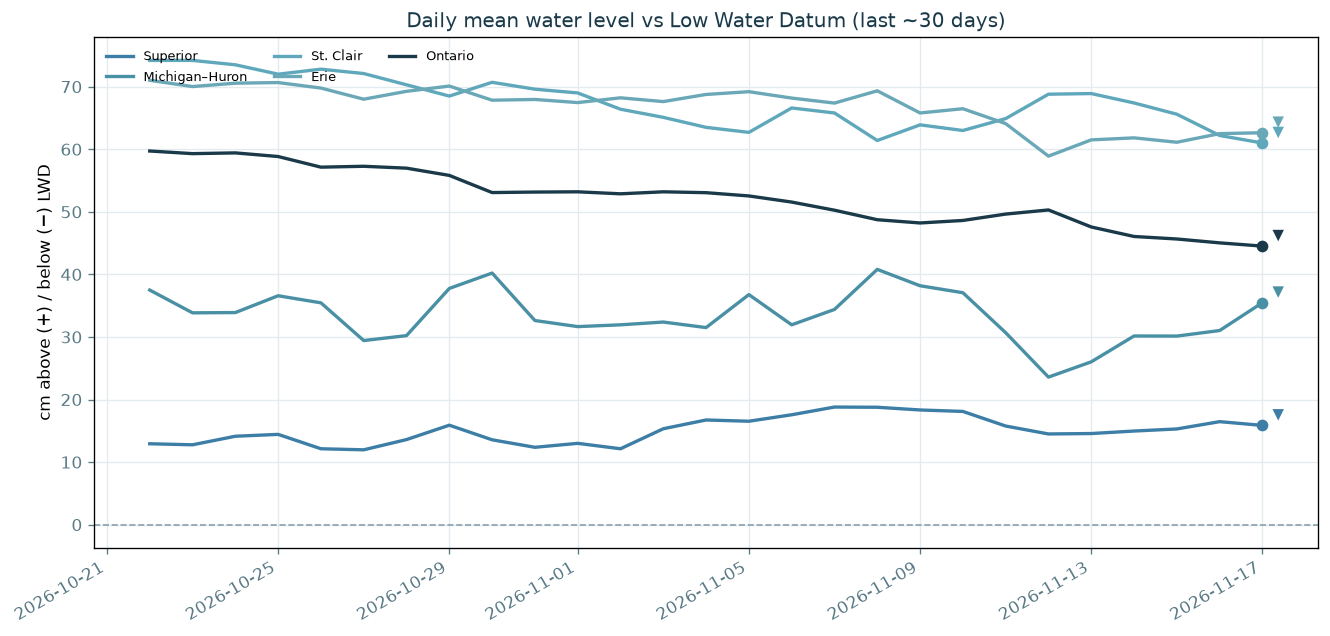 Daily mean water level vs Low Water Datum (last ~30 days)
Superior
Michigan–Huron
St. Clair
Erie
Ontario
cm above (+) / below (−) LWD
70
60
50
40
30
20
10
0
2026-10-21
2026-10-25
2026-10-29
2026-11-01
2026-11-05
2026-11-09
2026-11-13
2026-11-17